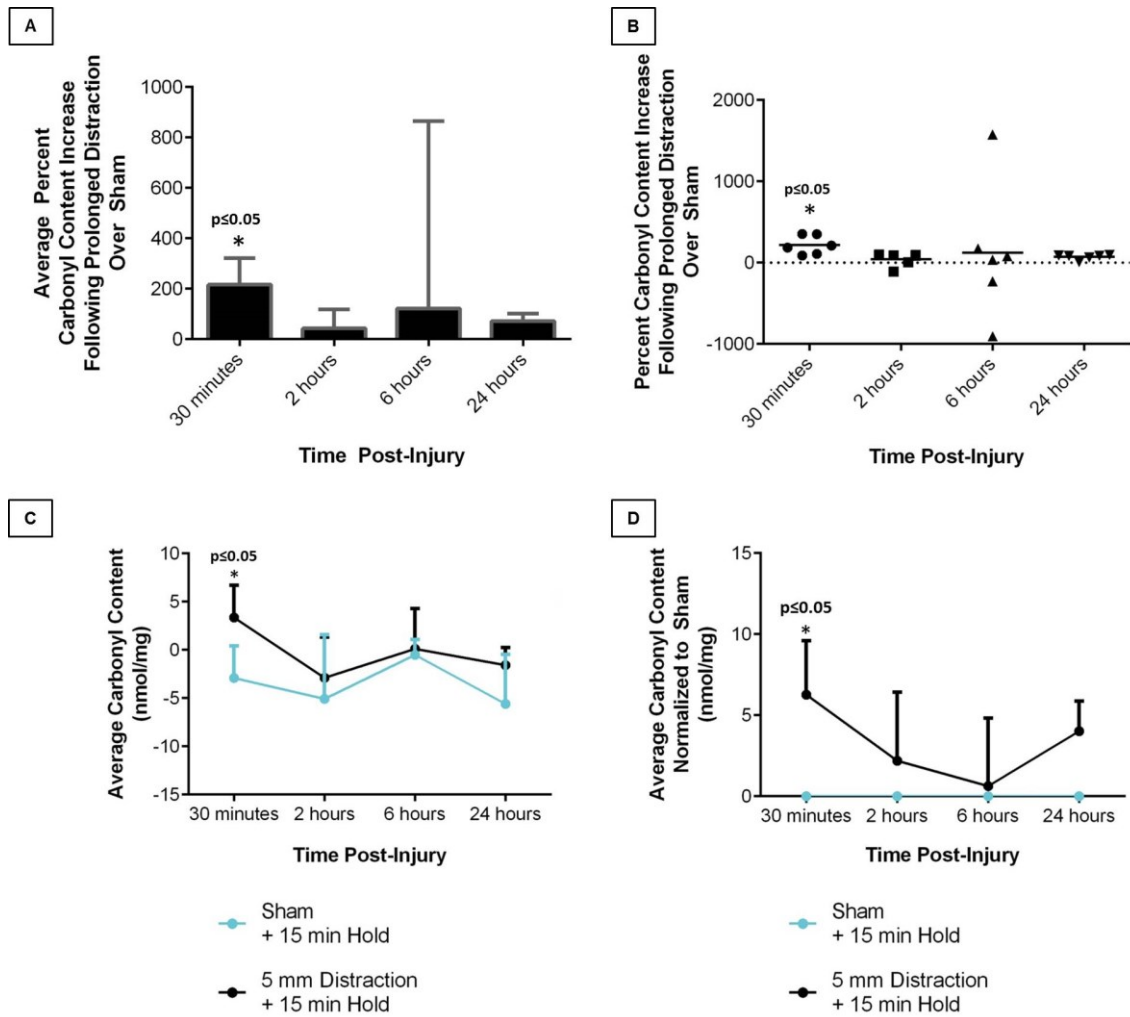 A
Average Percent
Carbonyl Content Increase
Following Prolonged Distraction
Over Sham
1000
800
600
400
200
0
p≤0.05
*
30 minutes
2 hours
6 hours
24 hours
Time Post-Injury
B
Percent Carbonyl Content Increase
Following Prolonged Distraction
Over Sham
2000
1000
0
-1000
p≤0.05
*
30 minutes
2 hours
6 hours
24 hours
Time Post-Injury
C
Average Carbonyl Content
(nmol/mg)
10
5
0
-5
-10
-15
p≤0.05
*
30 minutes
2 hours
6 hours
24 hours
Time Post-Injury
Sham
+ 15 min Hold
5 mm Distraction
+ 15 min Hold
D
Average Carbonyl Content
Normalized to Sham
(nmol/mg)
15
10
5
0
p≤0.05
*
30 minutes
2 hours
6 hours
24 hours
Time Post-Injury
Sham
+ 15 min Hold
5 mm Distraction
+ 15 min Hold